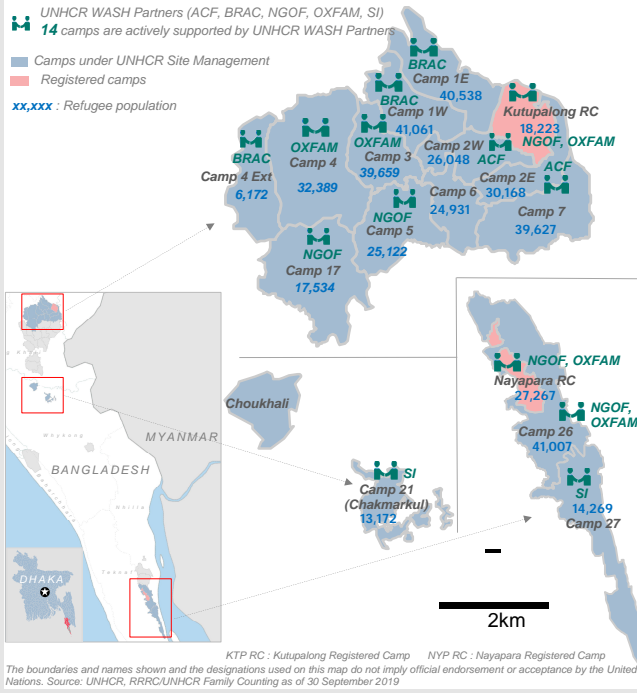 UNHCR WASH Partners (ACF, BRAC, NGOF, OXFAM, SI)
14 camps are actively supported by UNHCR WASH Partners
Camps under UNHCR Site Management
Registered camps
xx,xxx : Refugee population
BRAC
Camp 1E
40,538
BRAC
Camp 1W
41,061
Kutupalong RC
18,223
NGOF, OXFAM
OXFAM
Camp 3
39,659
Camp 2W
26,048
ACF
ACF
OXFAM
Camp 4
32,389
BRAC
Camp 4 Ext
6,172
Camp 2E
30,168
Camp 6
24,931
Camp 7
39,627
NGOF
Camp 5
25,122
NGOF
Camp 17
17,534
NGOF, OXFAM
Nayapara RC
27,267
NGOF,
OXFAM
Camp 26
41,007
SI
14,269
Camp 27
Choukhali
SI
Camp 21
(Chakmarkul)
13,172
MYANMAR
BANGLADESH
DHAKA
2km
KTP RC : Kutupalong Registered Camp NYP RC : Nayapara Registered Camp
The boundaries and names shown and the designations used on this map do not imply official endorsement or acceptance by the United
Nations. Source: UNHCR, RRRC/UNHCR Family Counting as of 30 September 2019